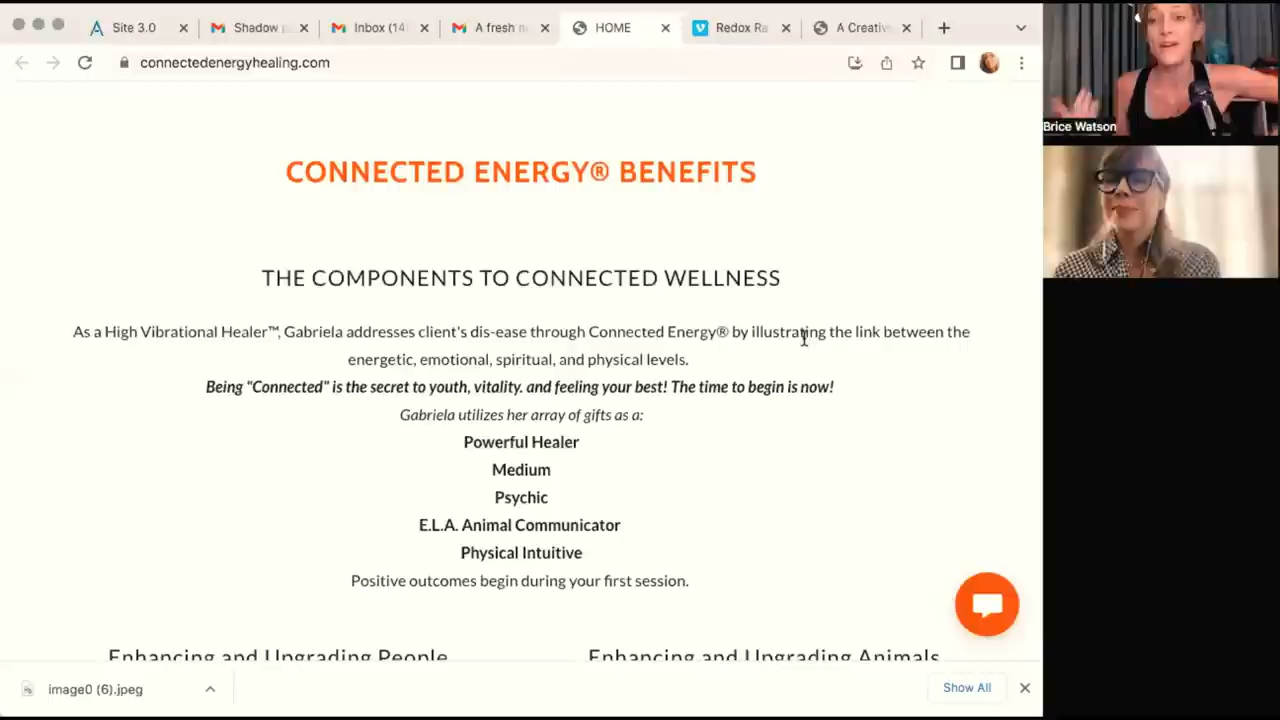 Site 3.0
Shadow
Inbox (14
A fresh n
HOME
Redox Ra
A Creativ
connectedenergyhealing.com
Brice Watson
CONNECTED ENERGY® BENEFITS
THE COMPONENTS TO CONNECTED WELLNESS
As a High Vibrational Healer™, Gabriela addresses client's dis-ease through Connected Energy® by illustrating the link between the
energetic, emotional, spiritual, and physical levels.
Being "Connected" is the secret to youth, vitality. and feeling your best! The time to begin is now!
Gabriela utilizes her array of gifts as a:
Powerful Healer
Medium
Psychic
E.L.A. Animal Communicator
Physical Intuitive
Positive outcomes begin during your first session.
Enhancing and Upgrading People
Enhancing and Upgrading Animals
image0 (6).jpeg
Show All